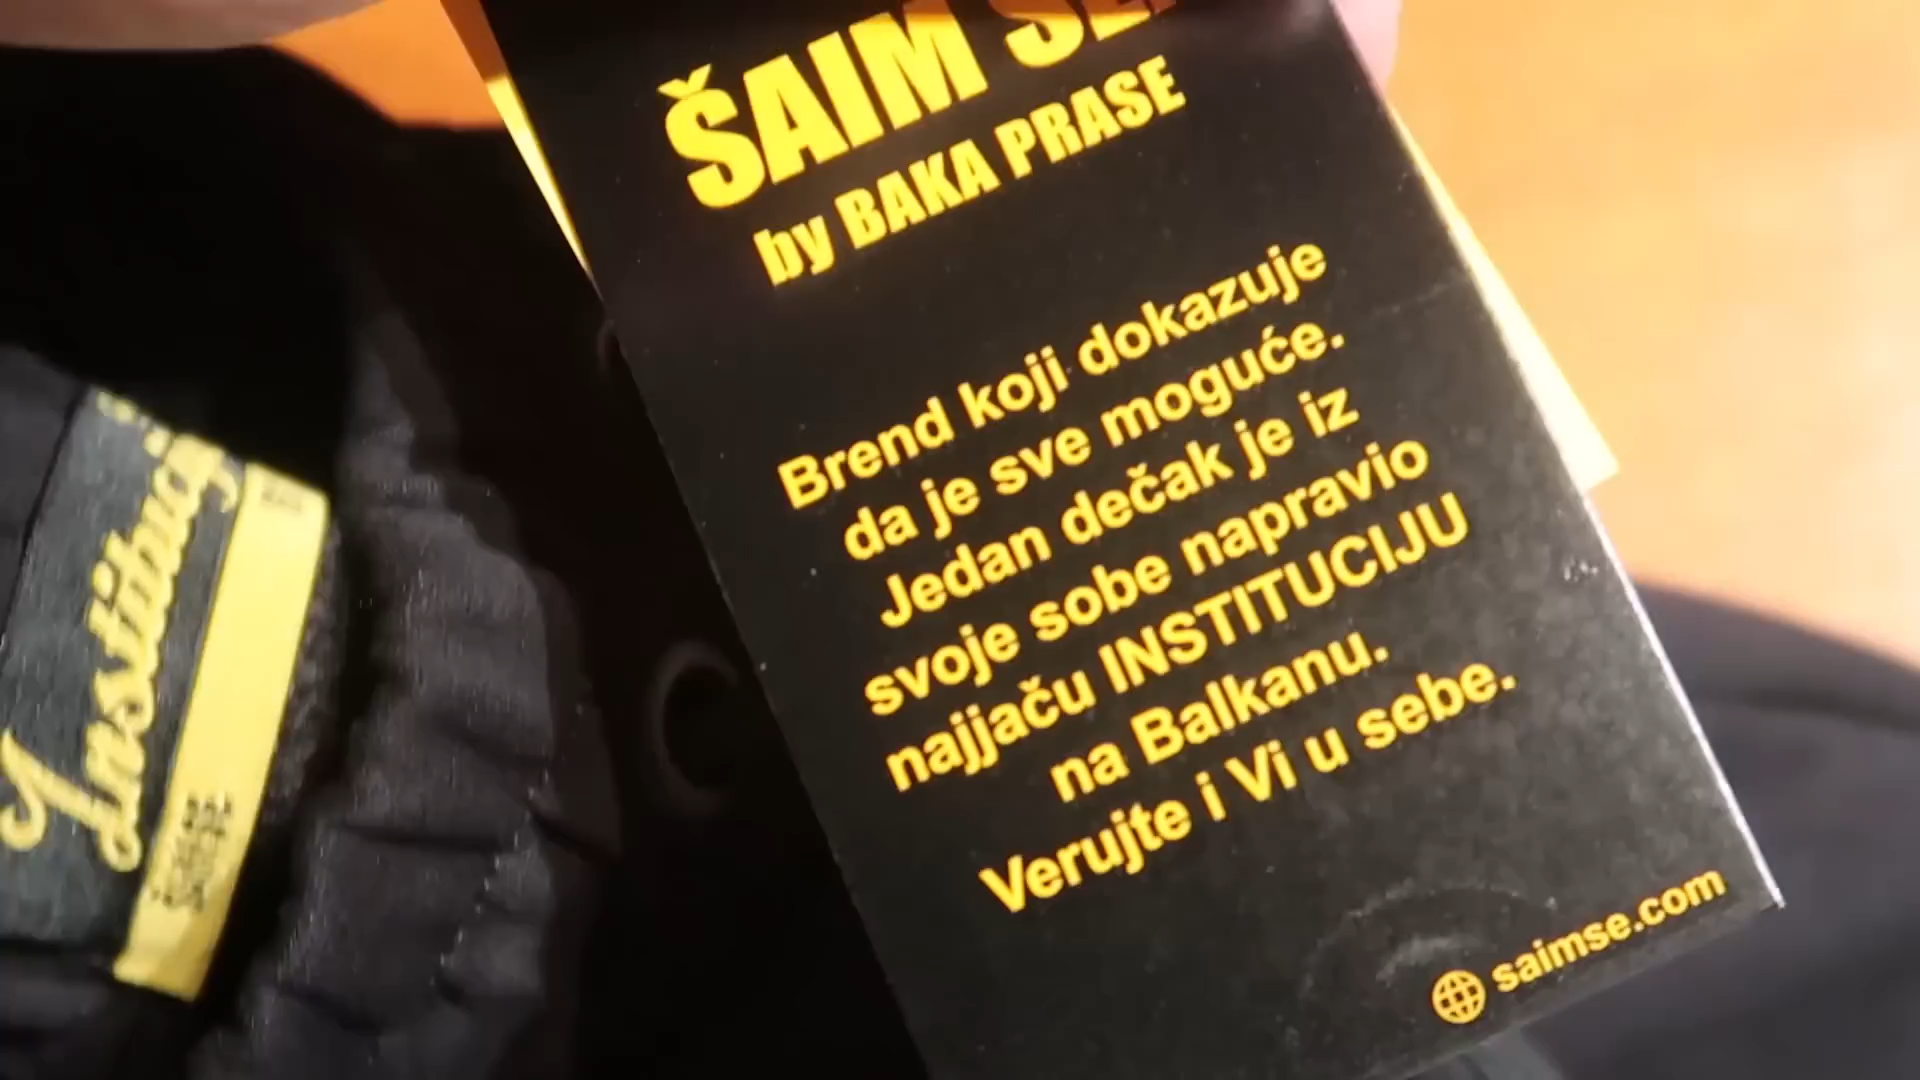 ŠAIM SE
by BAKA PRASE
Brend koji dokazuje
da je sve moguće.
Jedan dečak je iz
svoje sobe napravio
najjaču INSTITUCIJU
na Balkanu.
Verujte i Vi u sebe.
saimse.com